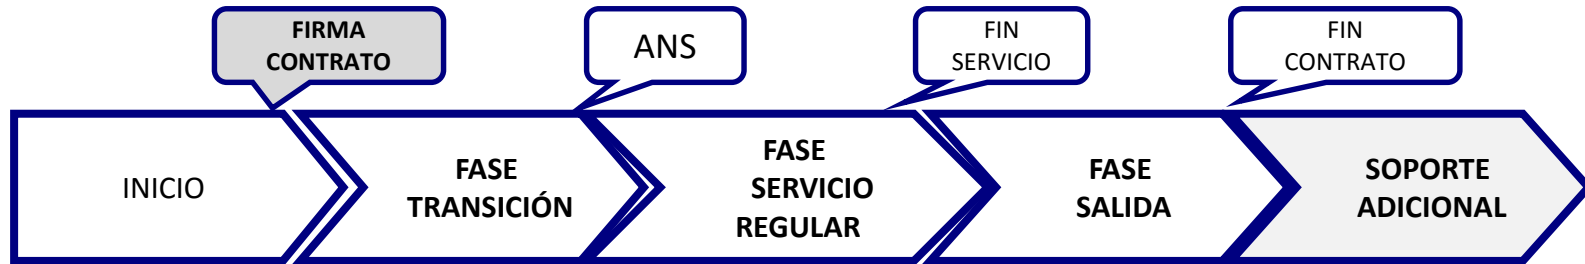 FIRMA
CONTRATO
ANS
FIN
SERVICIO
FIN
CONTRATO
INICIO
FASE
TRANSICIÓN
FASE
SERVICIO
REGULAR
FASE
SALIDA
SOPORTE
ADICIONAL